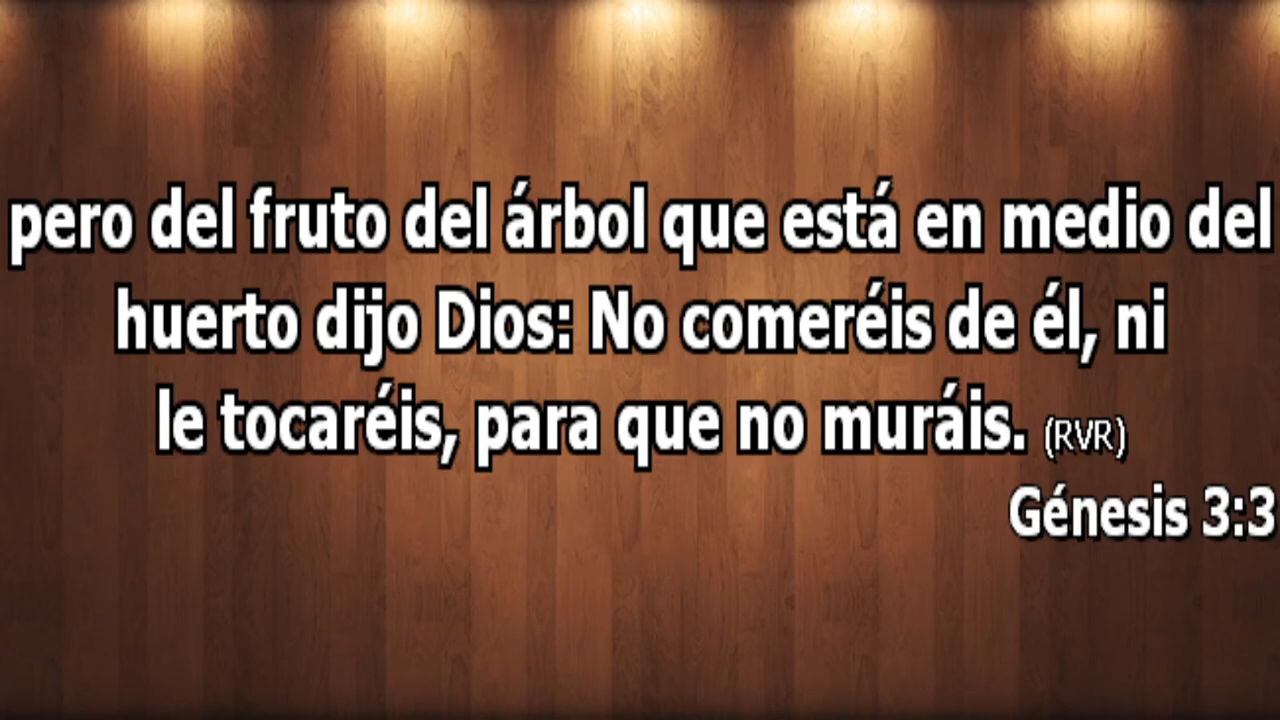 pero del fruto del árbol que está en medio del
huerto dijo Dios: No comeréis de él, ni
le tocaréis, para que no muráis. (RVR)
Génesis 3:3